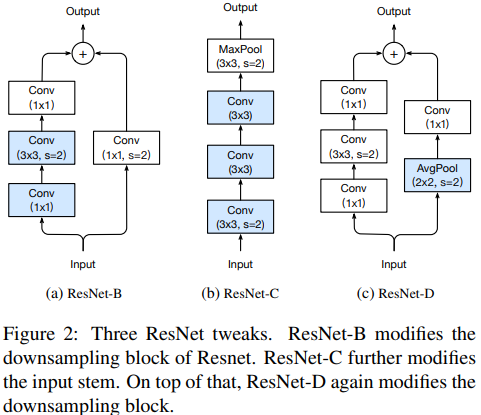 Output
+
Conv
(1x1)
Conv
(3x3, s=2)
Conv
(1x1, s=2)
Conv
(1x1)
Input
(a) ResNet-B
Output
MaxPool
(3x3, s=2)
Conv
(3x3)
Conv
(3x3)
Conv
(3x3, s=2)
Input
(b) ResNet-C
Output
+
Conv
(1x1)
Conv
(1x1)
Conv
(3x3, s=2)
AvgPool
(2x2, s=2)
Conv
(1x1)
Input
(c) ResNet-D
Figure 2: Three ResNet tweaks. ResNet-B modifies the
downsampling block of Resnet. ResNet-C further modifies
the input stem. On top of that, ResNet-D again modifies the
downsampling block.